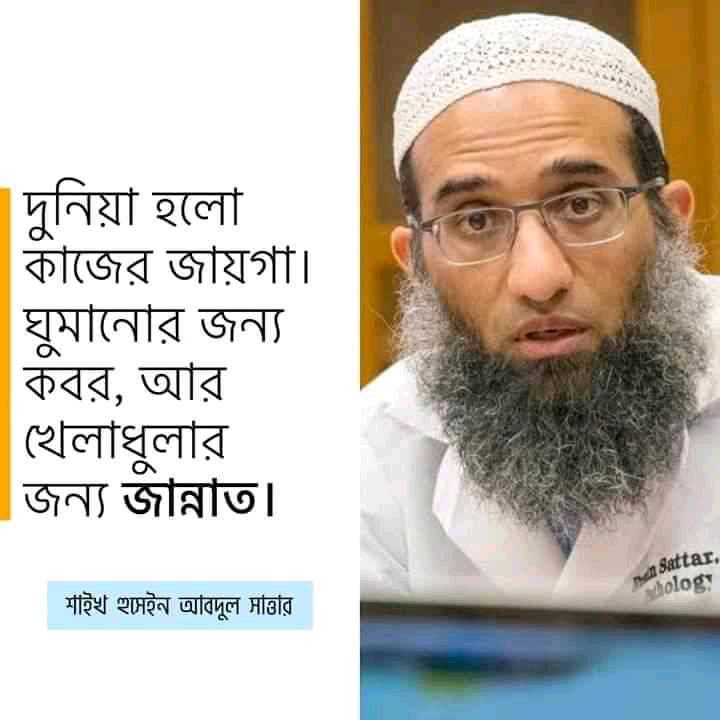 দুনিয়া হলো
কাজের জায়গা।
ঘুমানোর জন্য
কবর, আর
খেলাধুলার
জন্য জান্নাত।
শাইখ হুসেইন আবদুল সাত্তার
Sattar,